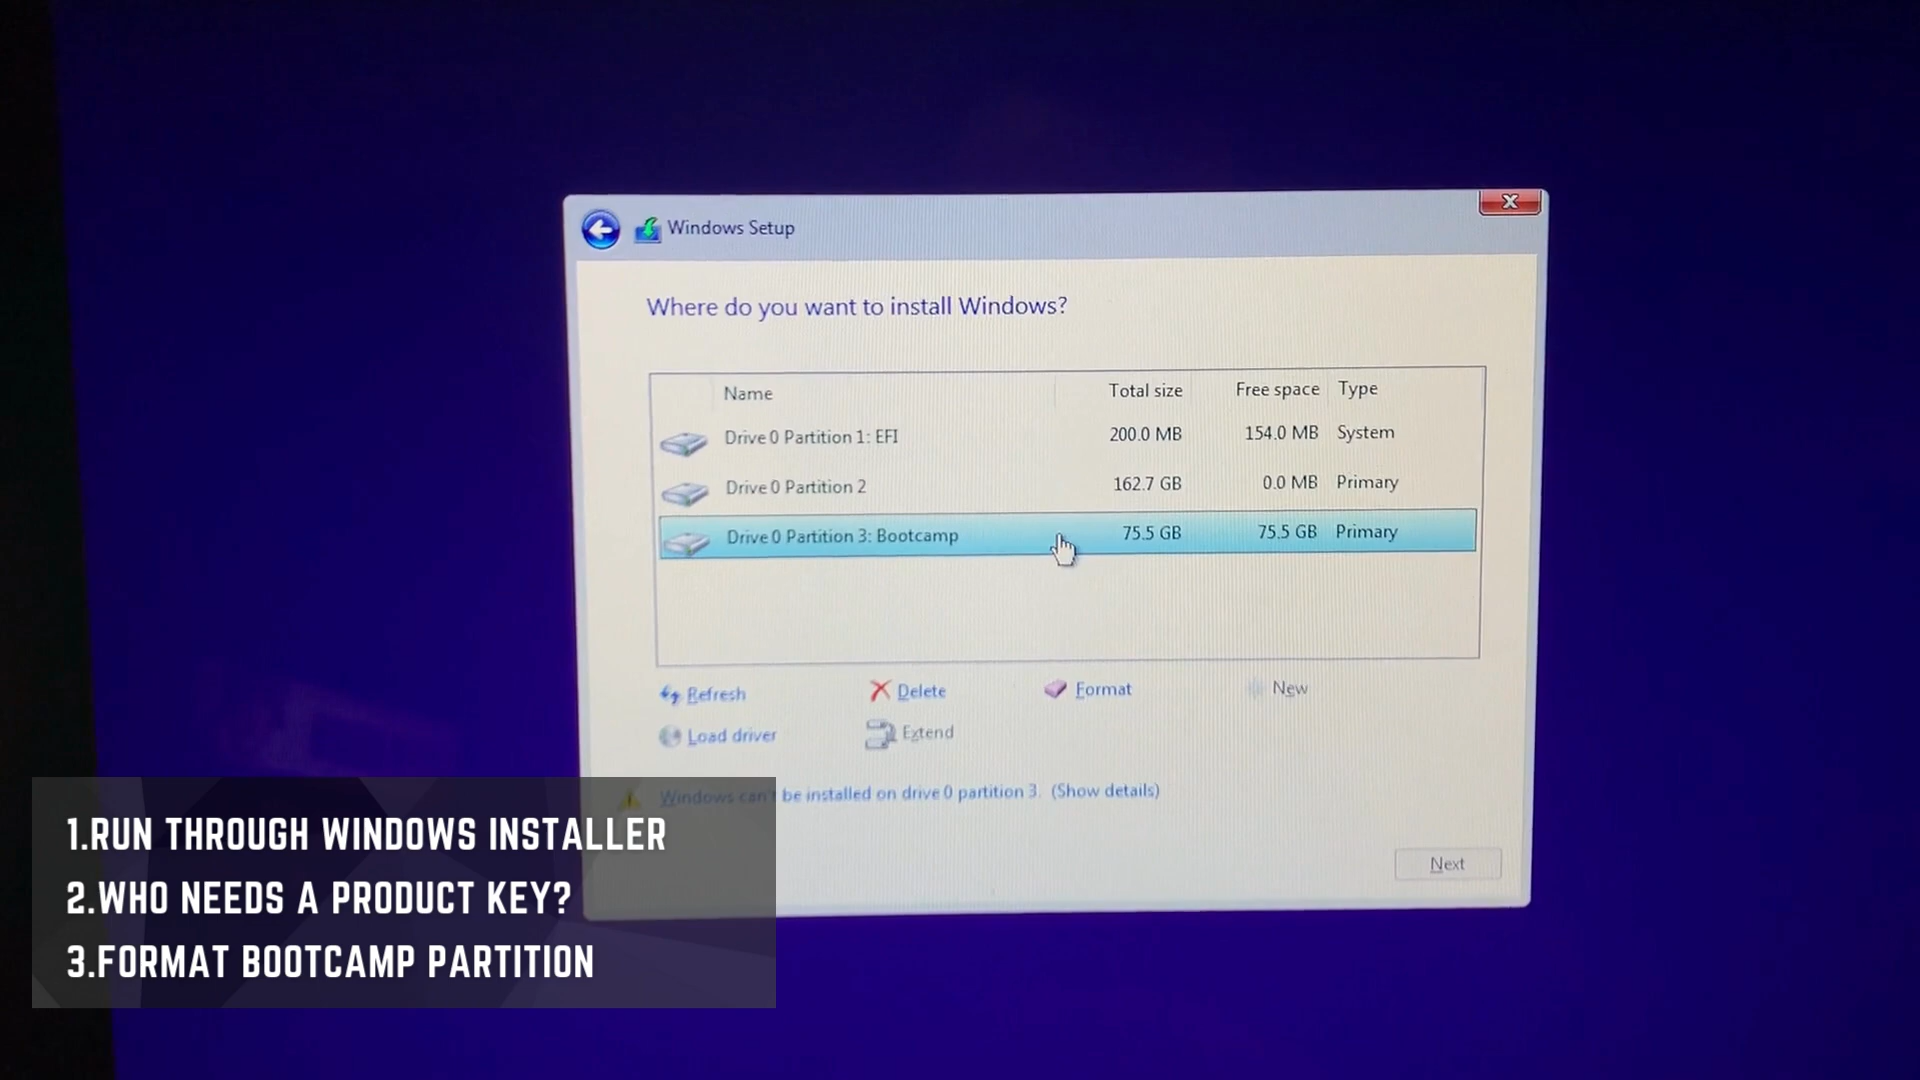 Windows Setup
X
Where do you want to install Windows?
Name Total size Free space Type
Drive 0 Partition 1: EFI 200.0 MB 154.0 MB System
Drive 0 Partition 2 162.7 GB 0.0 MB Primary
Drive 0 Partition 3: Bootcamp 75.5 GB 75.5 GB Primary
Refresh Delete Format New
Load driver Extend
Windows can't be installed on drive 0 partition 3. (Show details)
Next
1.RUN THROUGH WINDOWS INSTALLER
2.WHO NEEDS A PRODUCT KEY?
3.FORMAT BOOTCAMP PARTITION